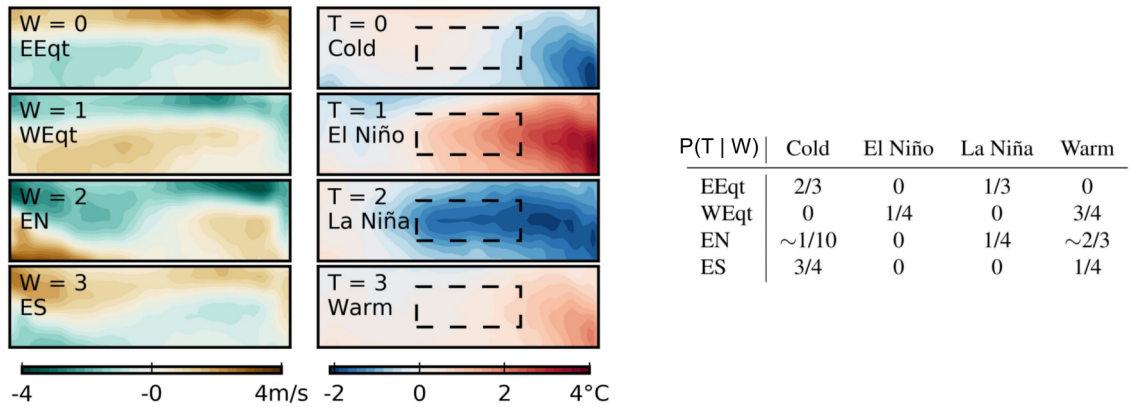 W = 0
EEqt
W = 1
WEqt
W = 2
EN
W = 3
ES
-4 -0 4m/s
T = 0
Cold
T = 1
El Niño
T = 2
La Niña
T = 3
Warm
-2 0 2 4°C
P(T | W) Cold El Niño La Niña Warm
EEqt 2/3 0 1/3 0
WEqt 0 1/4 0 3/4
EN ~1/10 0 1/4 ~2/3
ES 3/4 0 0 1/4